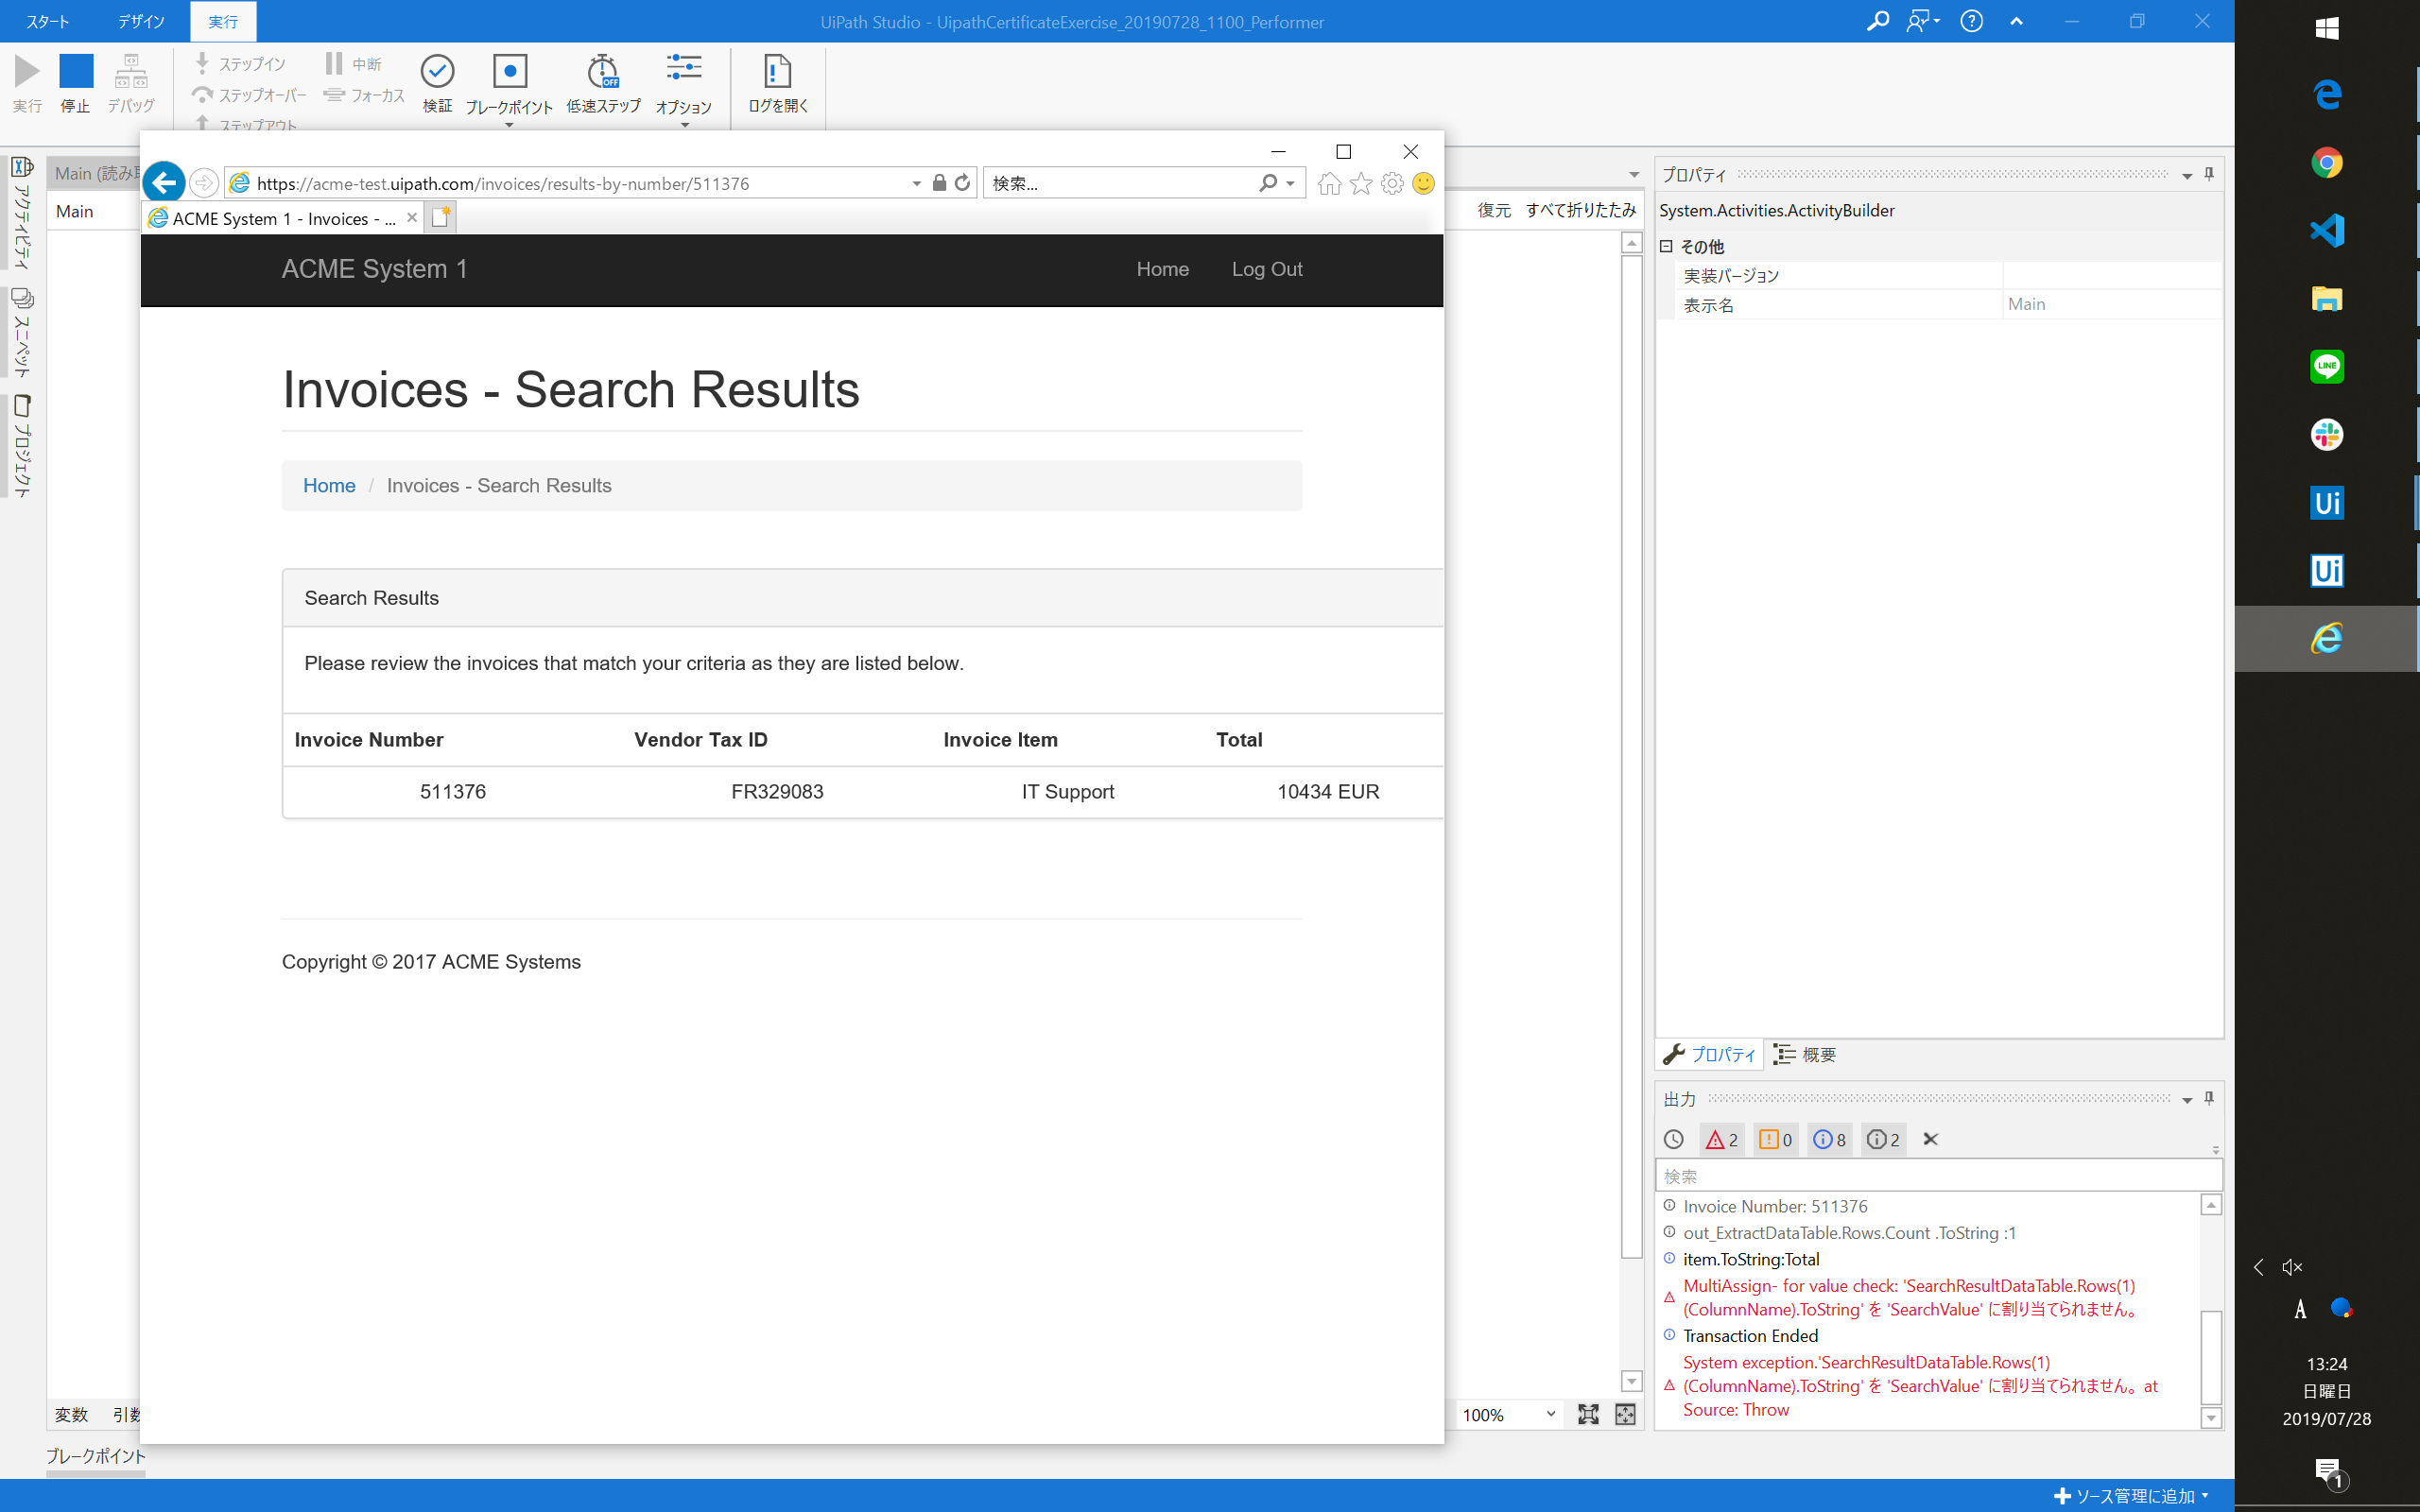 スタート デザイン 実行
UiPath Studio - UipathCertificateExercise_20190728_1100_Performer
実行 停止 デバッグ
ステップイン 中断
ステップオーバー フォーカス
ステップアウト
検証 ブレークポイント 低速ステップ オプション ログを開く
OFF
アクティビティ
スニペット
プロジェクト
Main (読み
Main
https://acme-test.uipath.com/invoices/results-by-number/511376
検索...
ACME System 1 - Invoices - ...
ACME System 1
Home Log Out
Invoices - Search Results
Home / Invoices - Search Results
Search Results
Please review the invoices that match your criteria as they are listed below.
Invoice Number Vendor Tax ID Invoice Item Total
511376 FR329083 IT Support 10434 EUR
Copyright © 2017 ACME Systems
復元 すべて折りたたみ
変数 引数
100%
ブレークポイント
プロパティ
System.Activities.ActivityBuilder
その他
実装バージョン
表示名 Main
プロパティ 概要
出力
2 0 8 2
検索
Invoice Number: 511376
out_ExtractDataTable.Rows.Count .ToString :1
item.ToString:Total
MultiAssign- for value check: 'SearchResultDataTable.Rows(1)
(ColumnName).ToString' を 'SearchValue' に割り当てられません。
Transaction Ended
System exception.'SearchResultDataTable.Rows(1)
(ColumnName).ToString' を 'SearchValue' に割り当てられません。 at
Source: Throw
ソース管理に追加
LINE
Ui
Ui
A
13:24
日曜日
2019/07/28
1